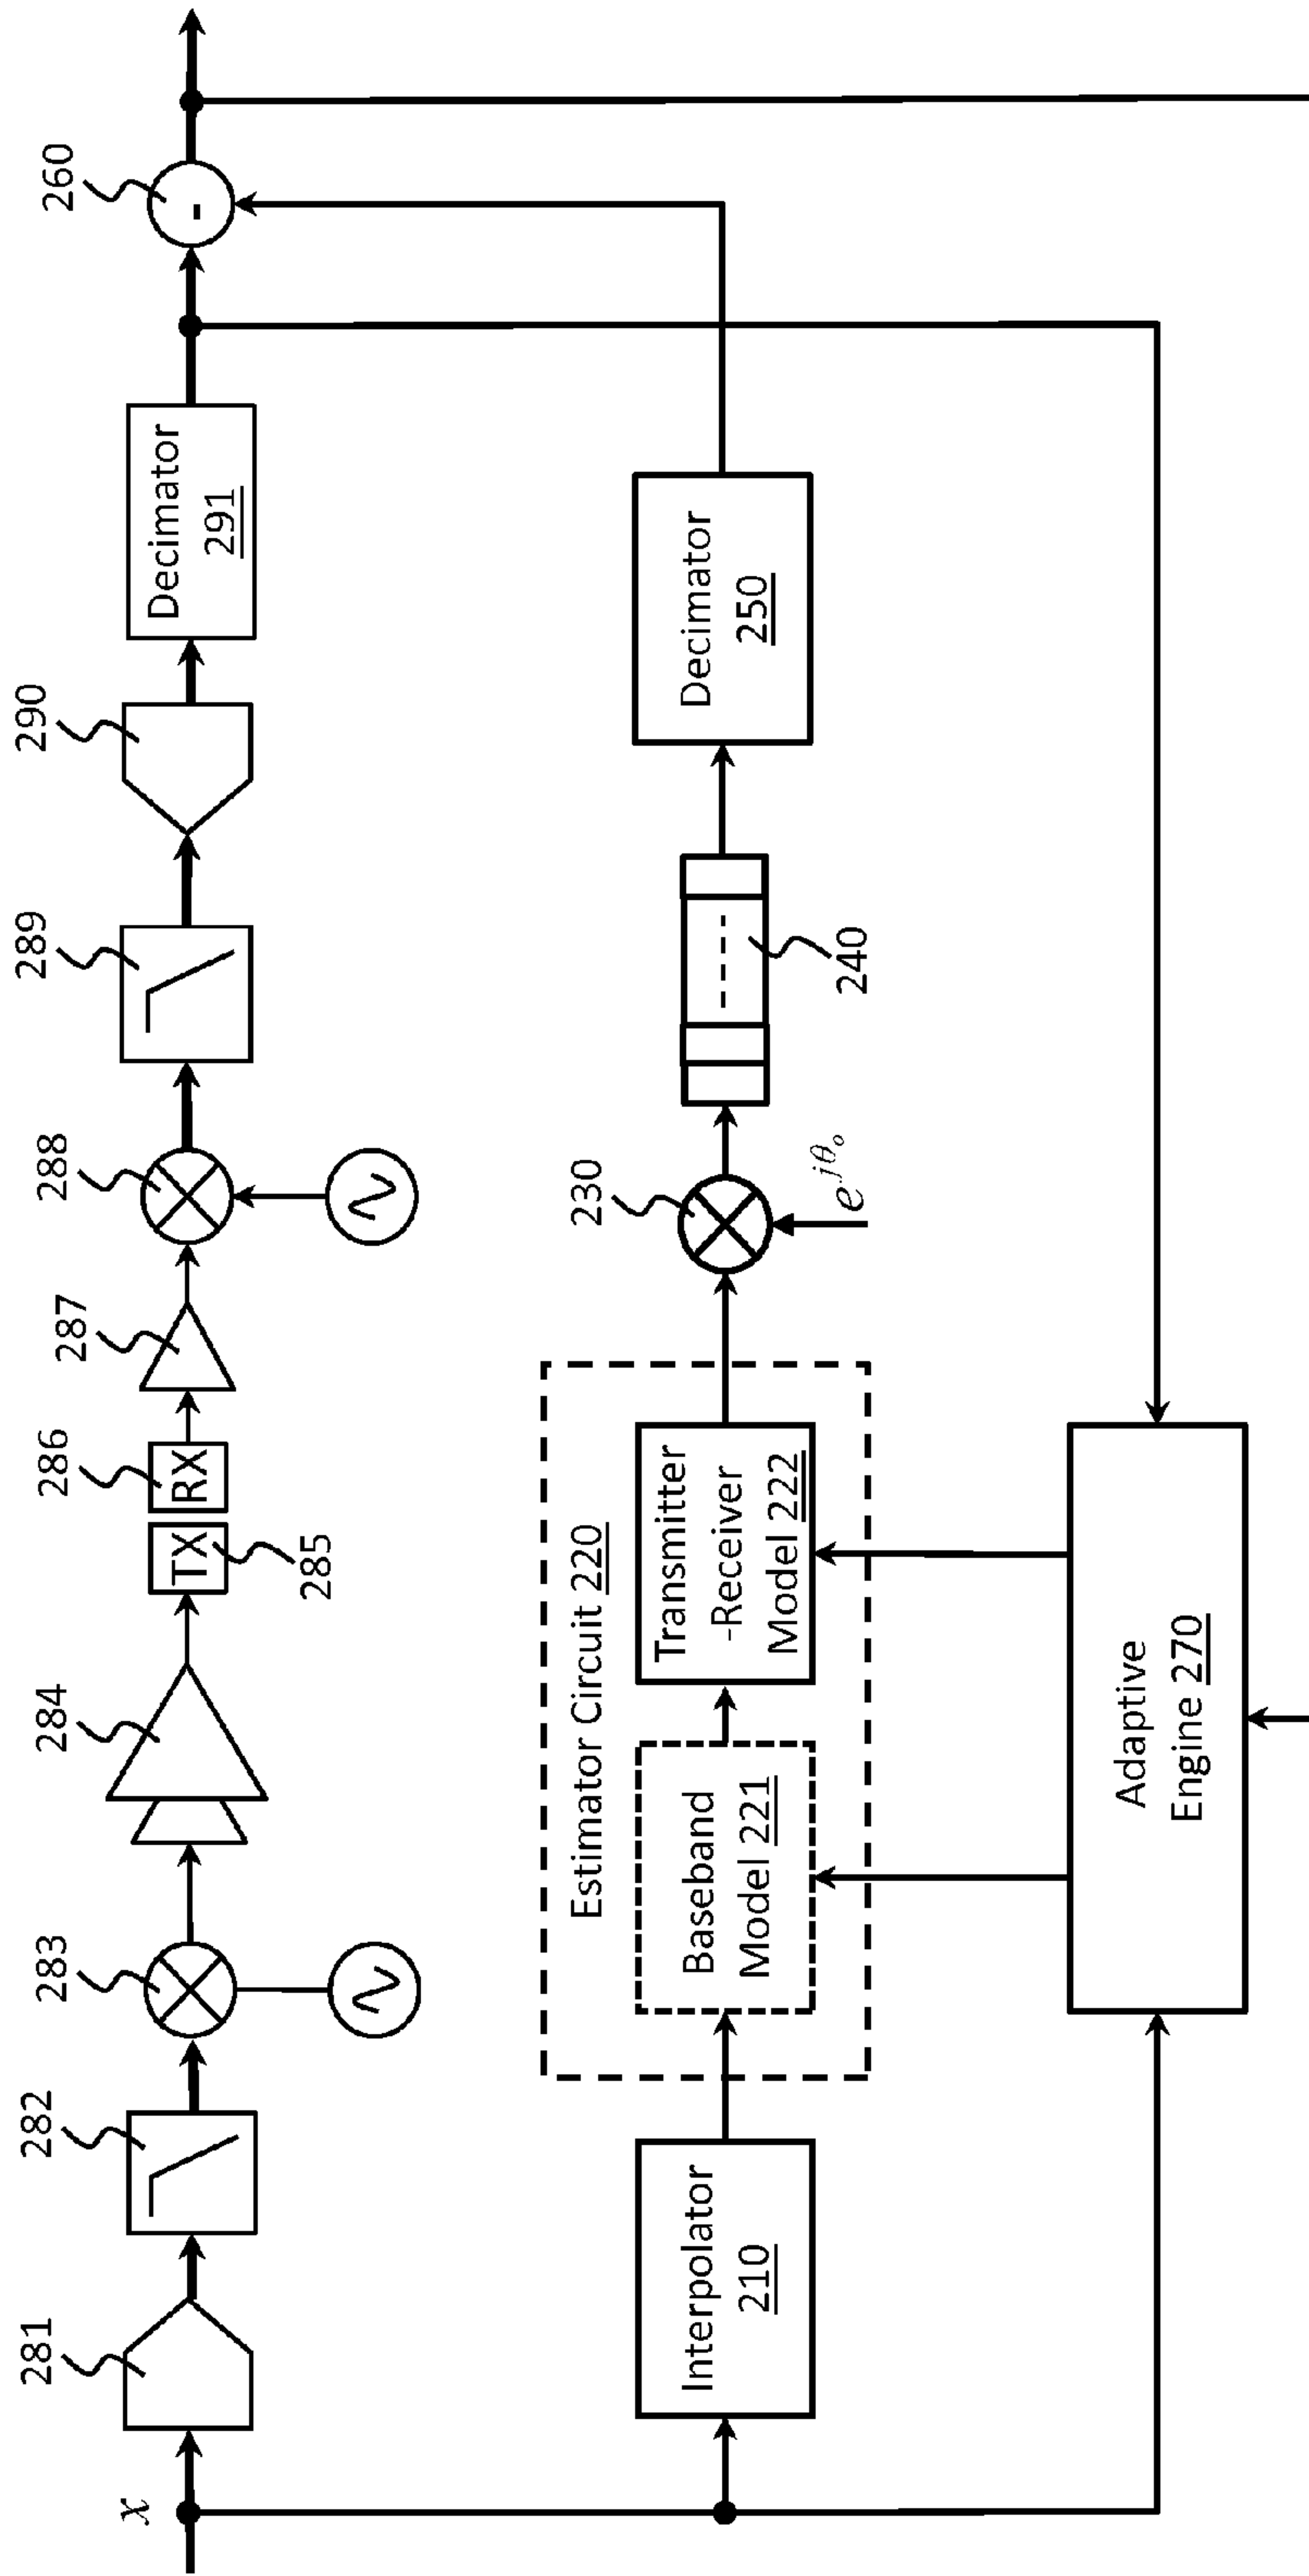 x
281
282
283
284
TX
285
286
RX
287
288
289
290
Decimator
291
260
-
Interpolator
210
Estimator Circuit 220
Baseband
Model 221
Transmitter
-Receiver
Model 222
230
e^{jθ_o}
240
Decimator
250
Adaptive
Engine 270